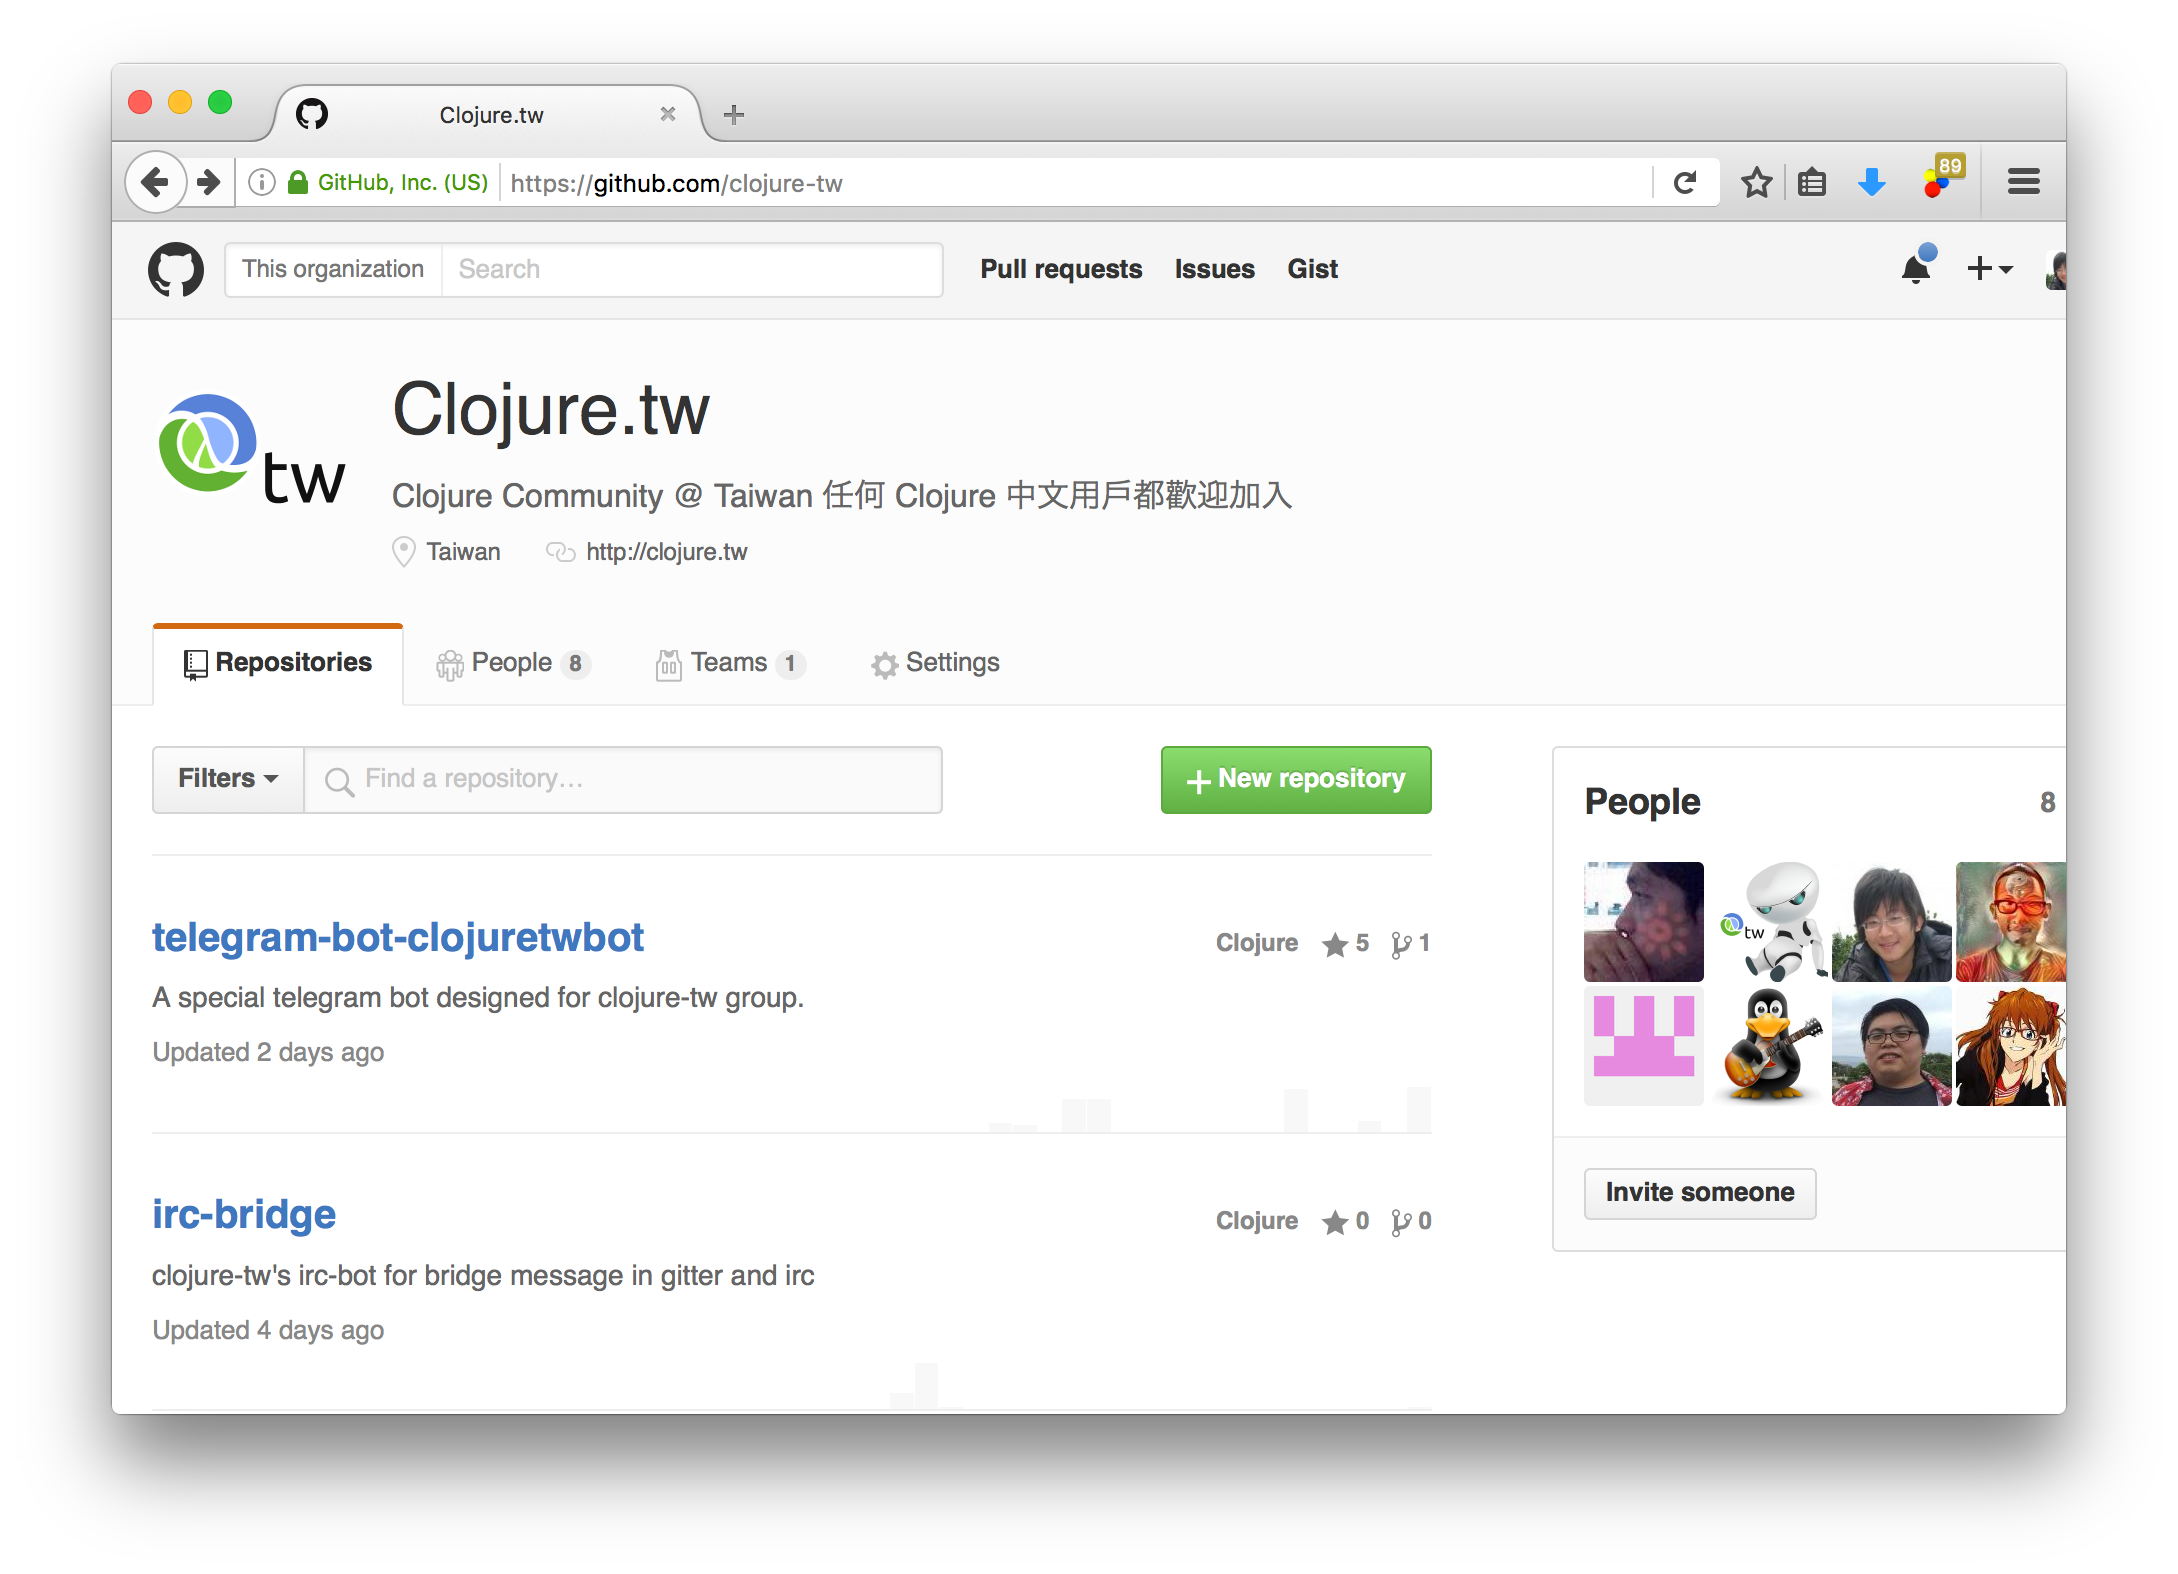 Clojure.tw
GitHub, Inc. (US) https://github.com/clojure-tw
89
This organization Search Pull requests Issues Gist
tw
Clojure.tw
Clojure Community @ Taiwan 任何 Clojure 中文用戶都歡迎加入
Taiwan http://clojure.tw
Repositories People 8 Teams 1 Settings
Filters Find a repository… New repository
telegram-bot-clojuretwbot Clojure 5 1
A special telegram bot designed for clojure-tw group.
Updated 2 days ago
irc-bridge Clojure 0 0
clojure-tw's irc-bot for bridge message in gitter and irc
Updated 4 days ago
People 8
tw
Invite someone